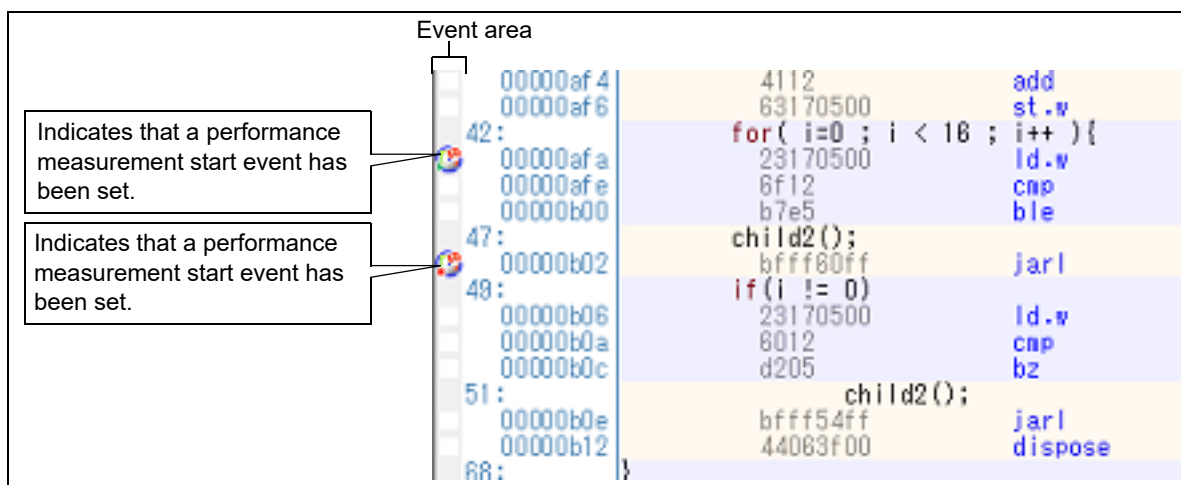 Event area
00000af4 4112 add
00000af6 63170500 st.w
Indicates that a performance
measurement start event has
been set.
42: for( i=0 ; i < 16 ; i++ ){
00000afa 23170500 ld.w
00000afe 6f12 cmp
00000b00 b7e5 ble
Indicates that a performance
measurement start event has
been set.
47: child2();
00000b02 bfff60ff jarl
49: if(i != 0)
00000b06 23170500 ld.w
00000b0a 6012 cmp
00000b0c d205 bz
51: child2();
00000b0e bfff54ff jarl
00000b12 44063f00 dispose
68: }